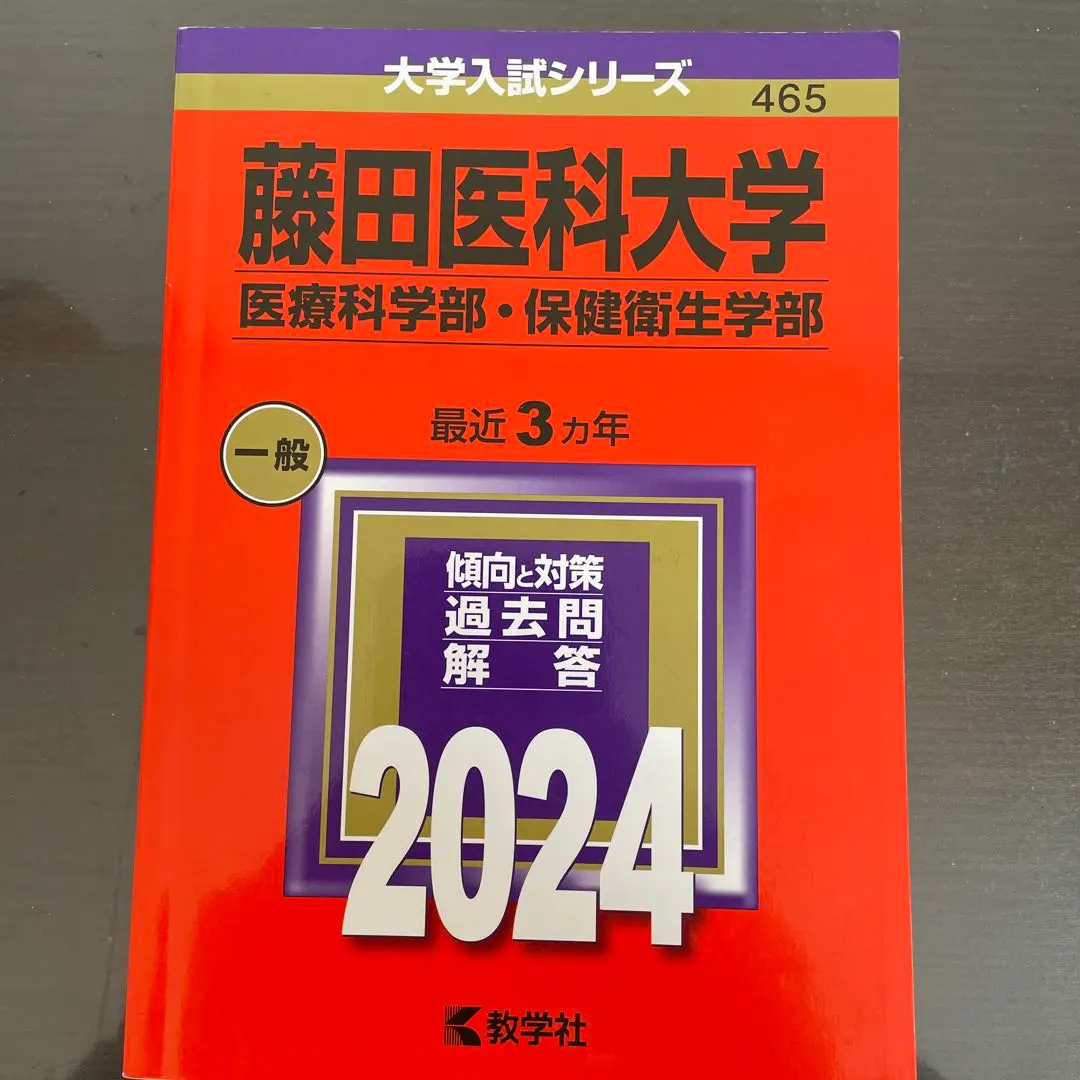 大学入試シリーズ
465
藤田医科大学
医療科学部・保健衛生学部
最近3ヵ年
一般
傾向と対策
過去問
解答
2024
教学社